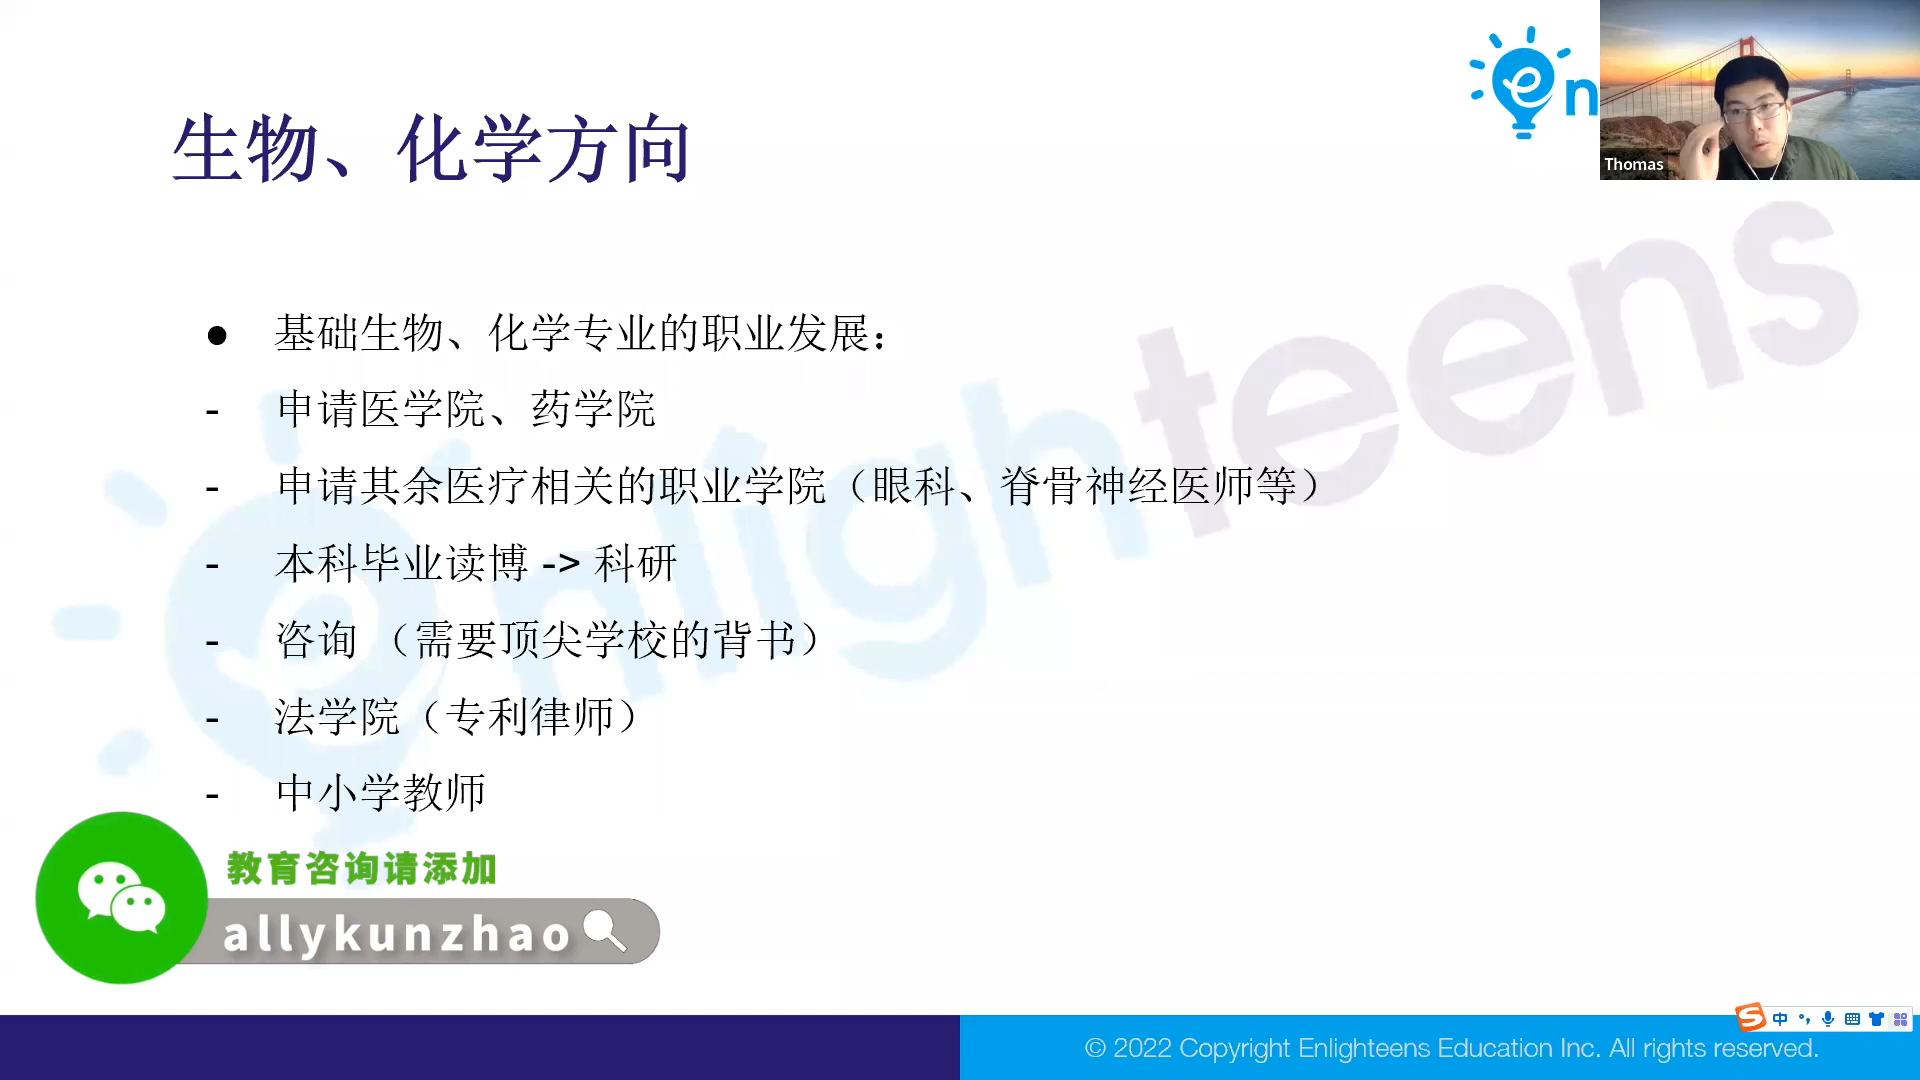 生物、化学方向
en
Thomas
● 基础生物、化学专业的职业发展：
- 申请医学院、药学院
- 申请其余医疗相关的职业学院（眼科、脊骨神经医师等）
- 本科毕业读博 -> 科研
- 咨询 （需要顶尖学校的背书）
- 法学院（专利律师）
- 中小学教师
enlighteens
教育咨询请添加
allykunzhao
中
© 2022 Copyright Enlighteens Education Inc. All rights reserved.